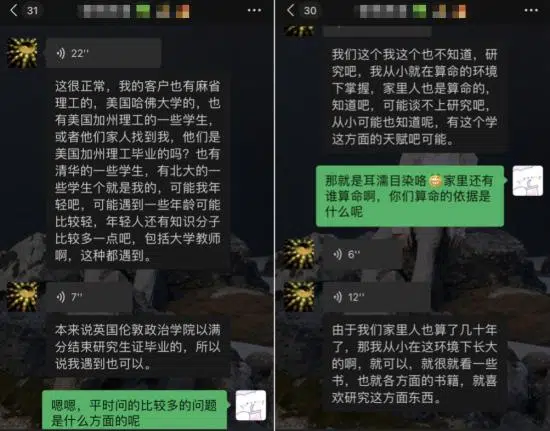 31
22''
这很正常，我的客户也有麻省
理工的，美国哈佛大学的，也
有美国加州理工的一些学生，
或者他们家人找到我，他们是
美国加州理工毕业的吗？也有
清华的一些学生，有北大的一
些学生个就是我的，可能我年
轻吧，可能遇到一些年龄可能
比较轻，年轻人还有知识分子
比较多一点吧，包括大学教师
啊，这种都遇到。
7''
本来说英国伦敦政治学院以满
分结束研究生证毕业的，所以
说我遇到也可以。
嗯嗯，平时问的比较多的问题
是什么方面的呢
30
我们这个我这个也不知道，研
究吧，我从小就在算命的环境
下掌握，家里人也是算命的，
知道吧，可能谈不上研究吧，
从小可能也知道呢，有这个学
这方面的天赋吧可能。
那就是耳濡目染咯😁家里还有
谁算命啊，你们算命的依据是
什么呢
6''
12''
由于我们家里人也算了几十年
了，那我从小在这环境下长大
的啊，就可以，就很就看一些
书，也就各方面的书籍，就喜
欢研究这方面东西。